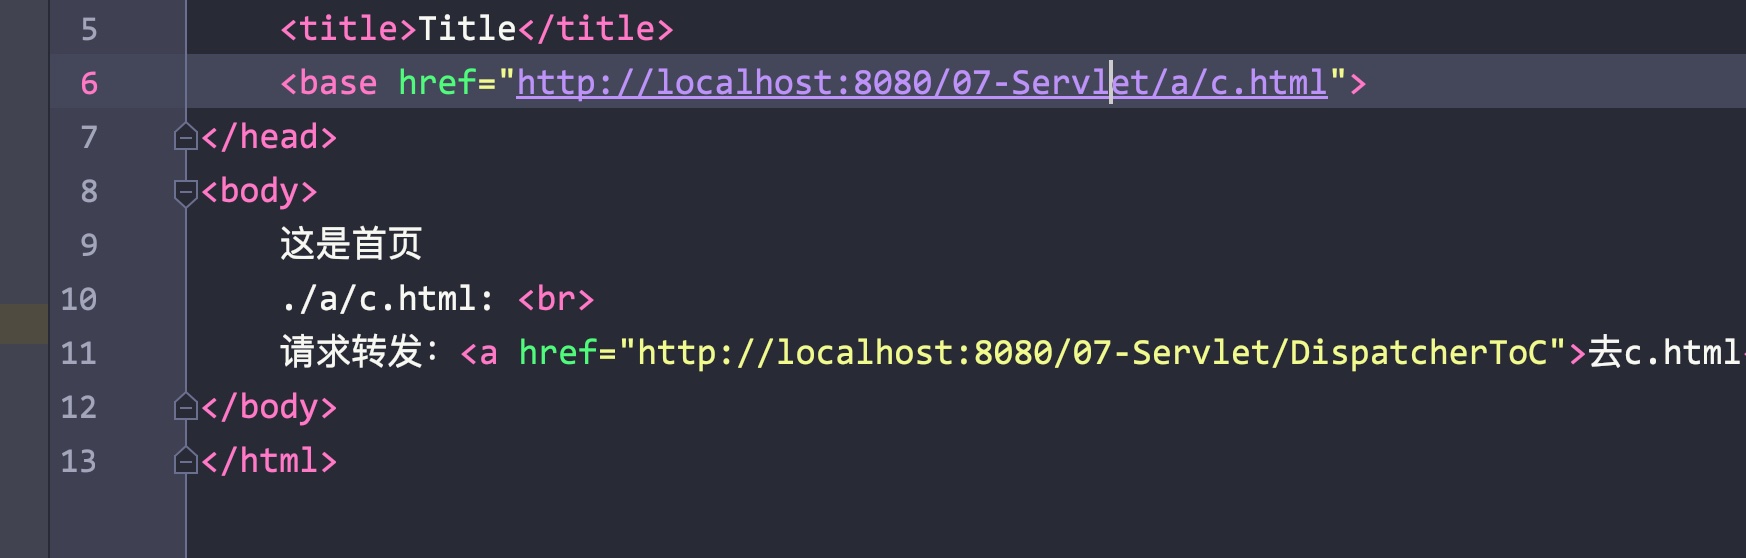 5 <title>Title</title>
6 <base href="http://localhost:8080/07-Servlet/a/c.html">
7 </head>
8 <body>
9 这是首页
10 ./a/c.html: <br>
11 请求转发：<a href="http://localhost:8080/07-Servlet/DispatcherToC">去c.html
12 </body>
13 </html>